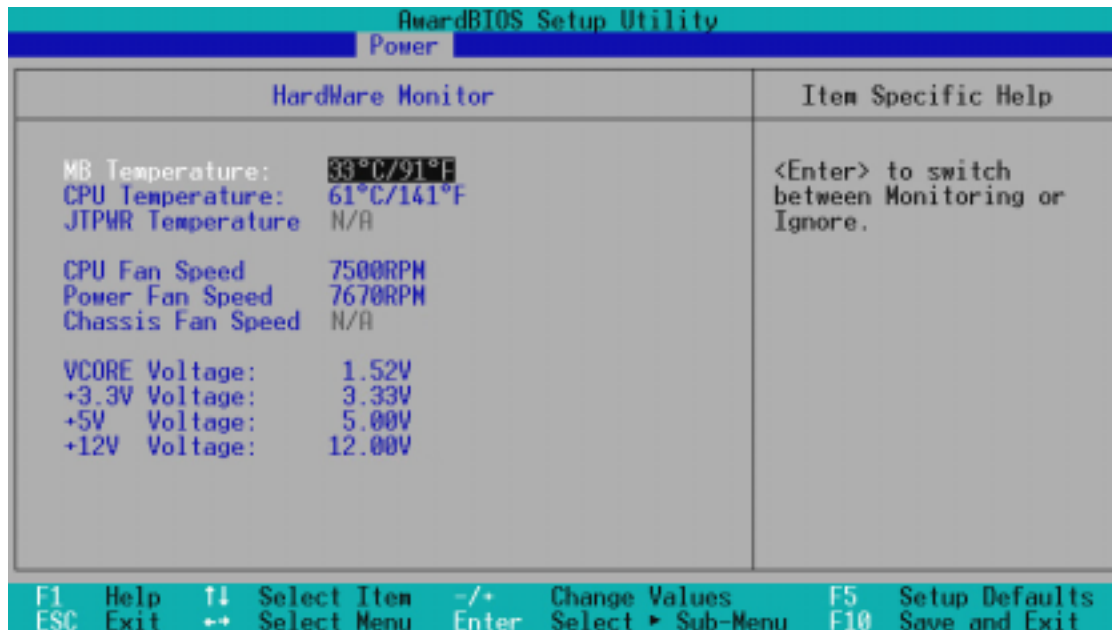 AwardBIOS Setup Utility
Power
HardWare Monitor
Item Specific Help
MB Temperature: 33°C/91°F
CPU Temperature: 61°C/141°F
JTPWR Temperature N/A
CPU Fan Speed 7500RPM
Power Fan Speed 7670RPM
Chassis Fan Speed N/A
VCORE Voltage: 1.52V
+3.3V Voltage: 3.33V
+5V Voltage: 5.00V
+12V Voltage: 12.00V
<Enter> to switch
between Monitoring or
Ignore.
F1 Help ↑↓ Select Item -/+ Change Values F5 Setup Defaults
ESC Exit ←→ Select Menu Enter Select ► Sub-Menu F10 Save and Exit